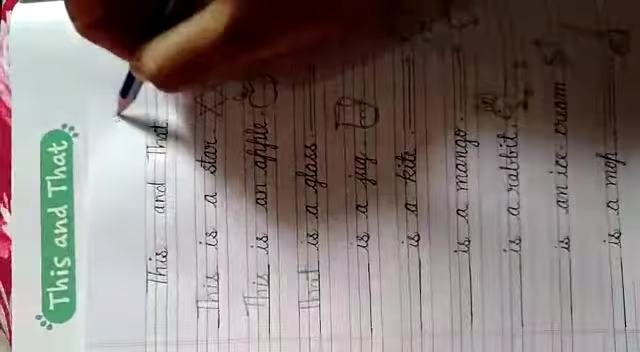 This and That
This and That
This is a star.
This is an apple.
That is a glass.
is a jug.
is a kite.
is a mango.
is a rabbit.
is an ice-cream
is a mop.